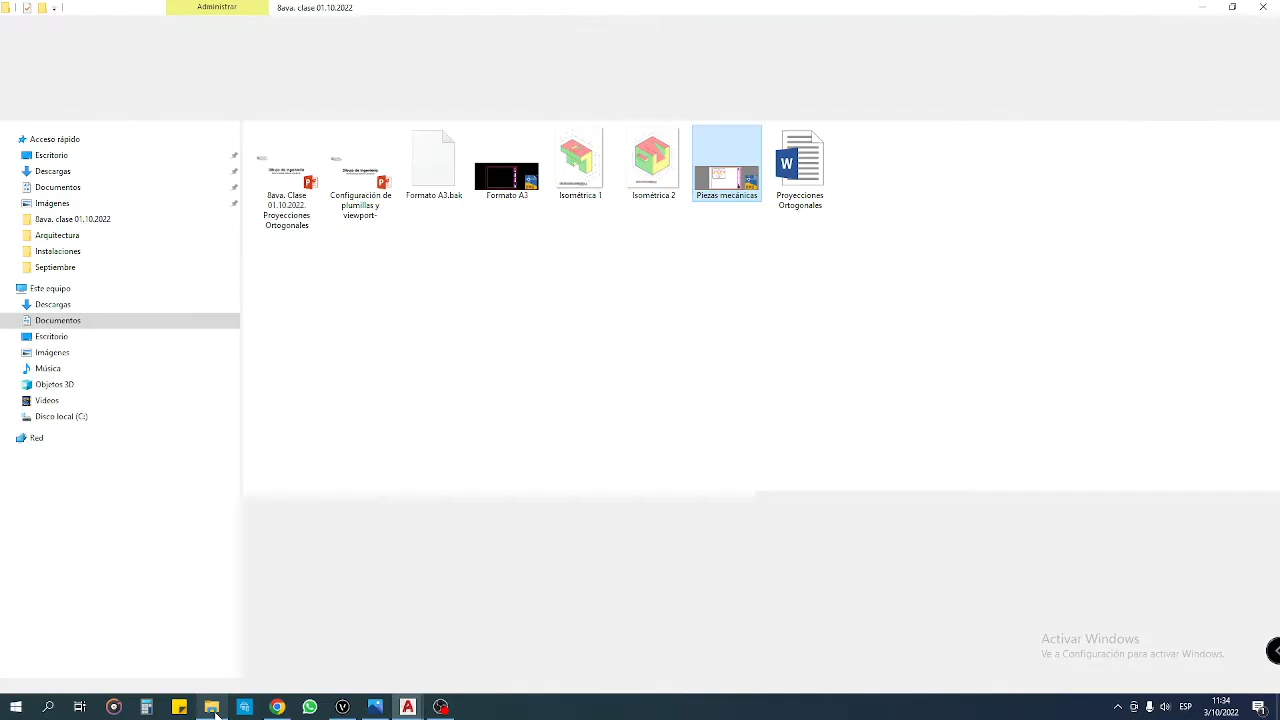 Administrar
8ava. clase 01.10.2022
Acceso rápido
Escritorio
Descargas
Documentos
Imágenes
8ava. clase 01.10.2022
Arquitectura
Instalaciones
Septiembre
Este equipo
Descargas
Documentos
Escritorio
Imágenes
Música
Objetos 3D
Vídeos
Disco local (C:)
Red
Dibujo de ingeniería
8ava. Clase
01.10.2022.
Proyecciones
Ortogonales
Dibujo de ingeniería
Configuración de
plumillas y
viewport-
Formato A3.bak
Formato A3
Isométrica 1
Isométrica 2
Piezas mecánicas
Proyecciones
Ortogonales
Activar Windows
Ve a Configuración para activar Windows.
ESP
11:34
3/10/2022